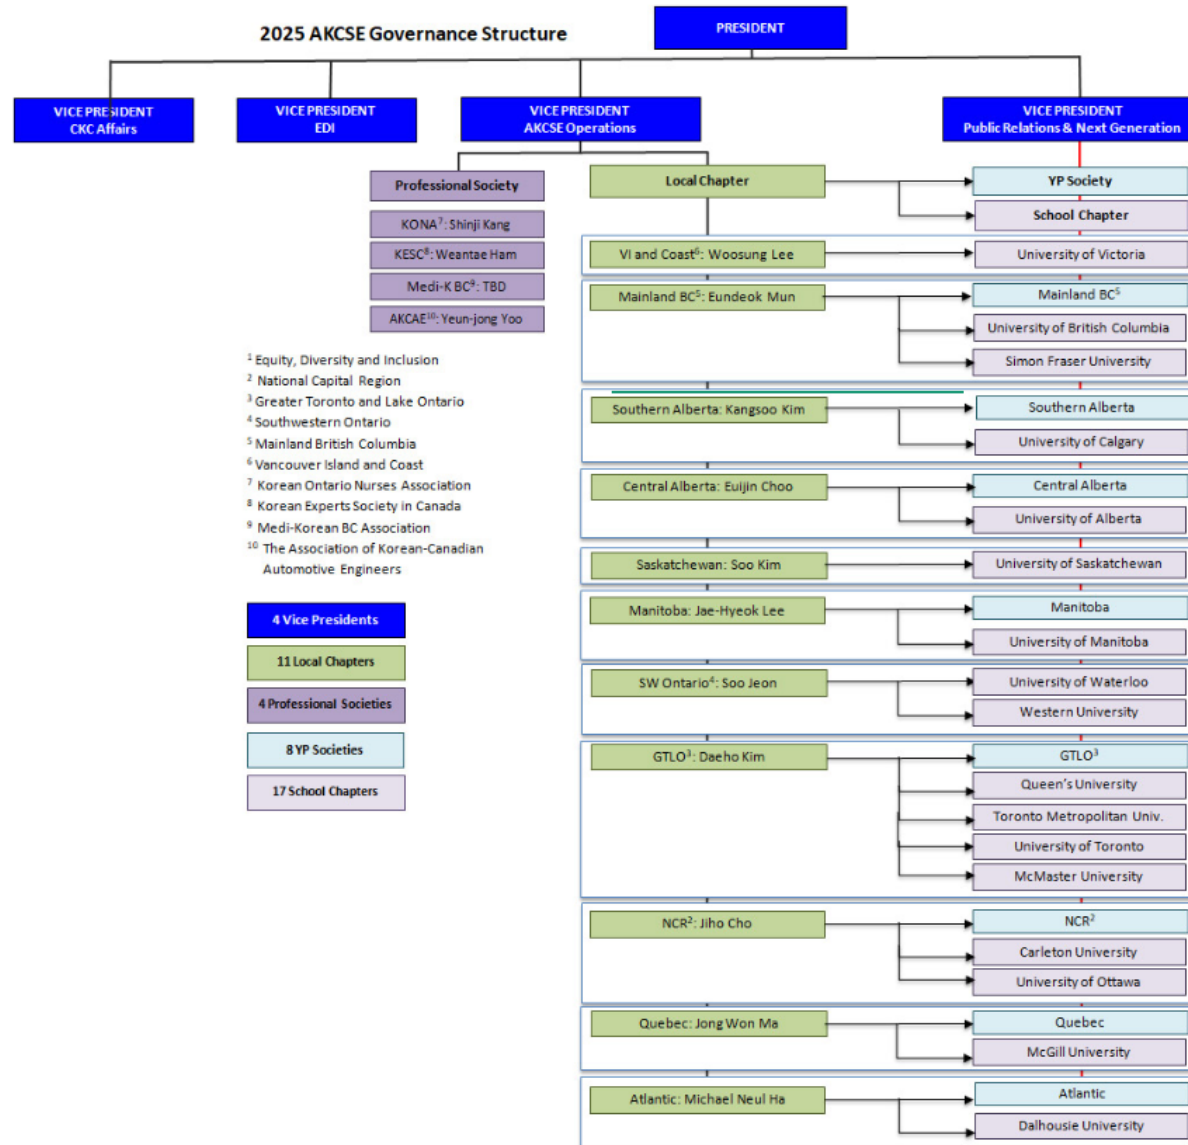 2025 AKCSE Governance Structure
PRESIDENT
VICE PRESIDENT
CKC Affairs
VICE PRESIDENT
EDI
VICE PRESIDENT
AKCSE Operations
VICE PRESIDENT
Public Relations & Next Generation
Professional Society
KONA⁷: Shinji Kang
KESC⁸: Weantae Ham
Medi-K BC⁹: TBD
AKCAE¹⁰: Yeun-jong Yoo
¹ Equity, Diversity and Inclusion
² National Capital Region
³ Greater Toronto and Lake Ontario
⁴ Southwestern Ontario
⁵ Mainland British Columbia
⁶ Vancouver Island and Coast
⁷ Korean Ontario Nurses Association
⁸ Korean Experts Society in Canada
⁹ Medi-Korean BC Association
¹⁰ The Association of Korean-Canadian
Automotive Engineers
4 Vice Presidents
11 Local Chapters
4 Professional Societies
8 YP Societies
17 School Chapters
Local Chapter
YP Society
School Chapter
VI and Coast⁶: Woosung Lee
University of Victoria
Mainland BC⁵: Eundeok Mun
Mainland BC⁵
University of British Columbia
Simon Fraser University
Southern Alberta: Kangsoo Kim
Southern Alberta
University of Calgary
Central Alberta: Euijin Choo
Central Alberta
University of Alberta
Saskatchewan: Soo Kim
University of Saskatchewan
Manitoba: Jae-Hyeok Lee
Manitoba
University of Manitoba
SW Ontario⁴: Soo Jeon
University of Waterloo
Western University
GTLO³: Daeho Kim
GTLO³
Queen's University
Toronto Metropolitan Univ.
University of Toronto
McMaster University
NCR²: Jiho Cho
NCR²
Carleton University
University of Ottawa
Quebec: Jong Won Ma
Quebec
McGill University
Atlantic: Michael Neul Ha
Atlantic
Dalhousie University